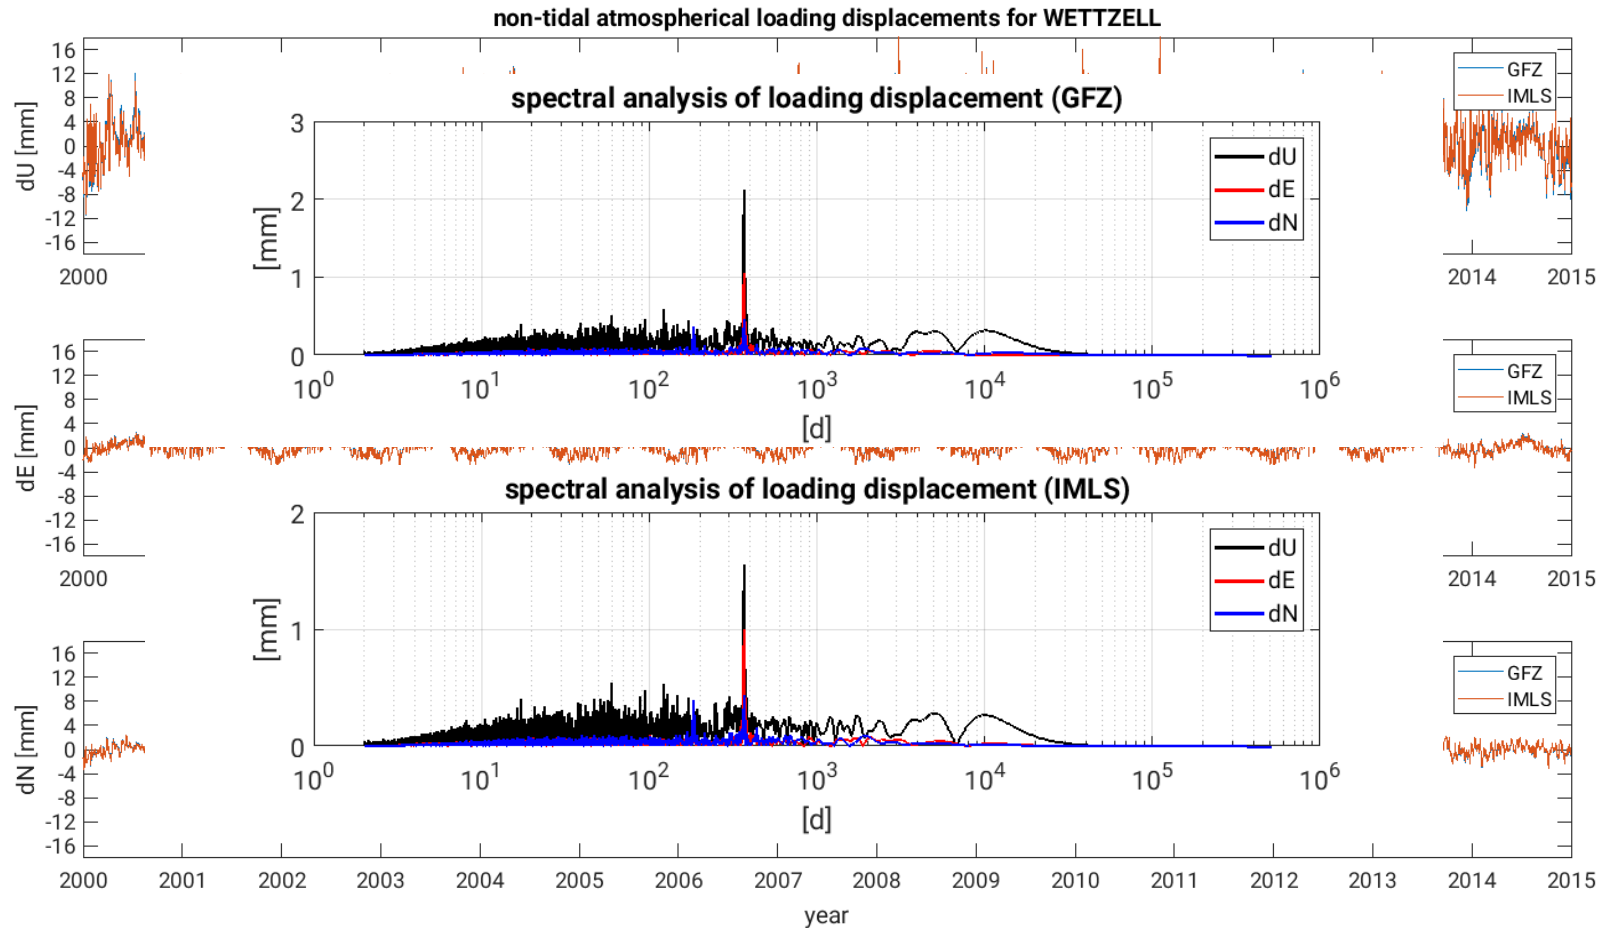 non-tidal atmospherical loading displacements for WETTZELL
dU [mm]
16
12
8
4
0
-4
-8
-12
-16
2000
2014
2015
GFZ
IMLS
spectral analysis of loading displacement (GFZ)
[mm]
3
2
1
0
10^0
10^1
10^2
10^3
10^4
10^5
10^6
[d]
dU
dE
dN
dE [mm]
16
12
8
4
0
-4
-8
-12
-16
2000
2014
2015
GFZ
IMLS
spectral analysis of loading displacement (IMLS)
[mm]
2
1
0
10^0
10^1
10^2
10^3
10^4
10^5
10^6
[d]
dU
dE
dN
dN [mm]
16
12
8
4
0
-4
-8
-12
-16
GFZ
IMLS
2000 2001 2002 2003 2004 2005 2006 2007 2008 2009 2010 2011 2012 2013 2014 2015
year